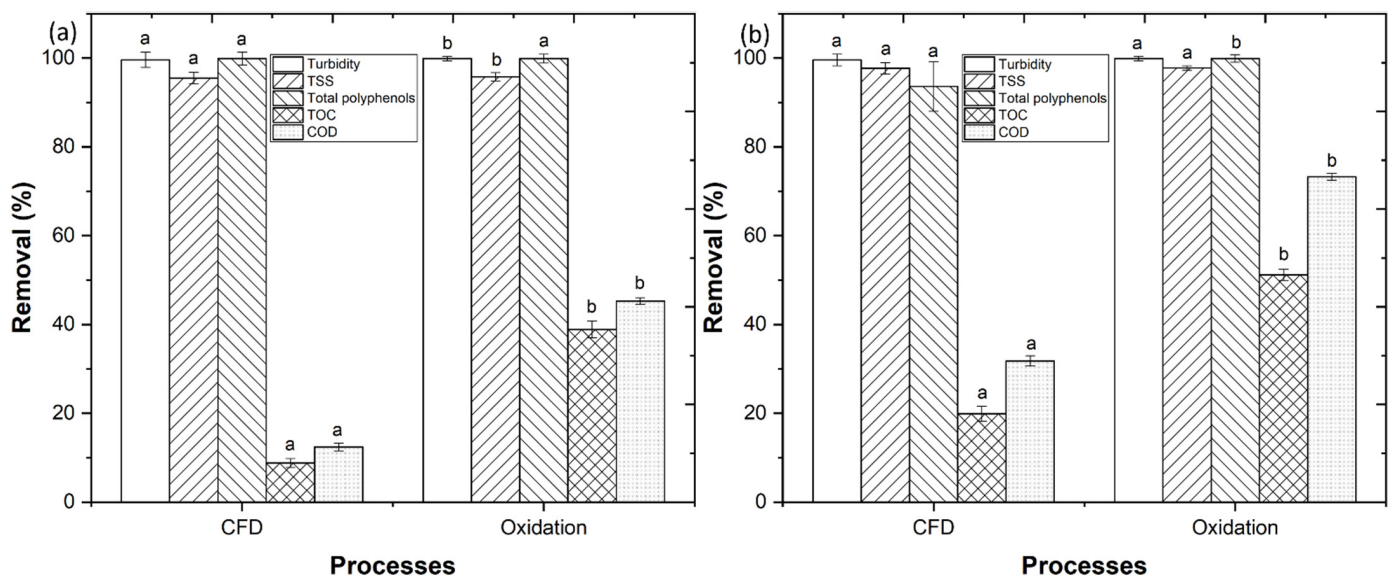 (a)
Removal (%)
100
80
60
40
20
0
a
a
a
a
a
b
b
a
b
b
Turbidity
TSS
Total polyphenols
TOC
COD
CFD
Oxidation
Processes
(b)
Removal (%)
100
80
60
40
20
0
a
a
a
a
a
a
a
b
b
b
Turbidity
TSS
Total polyphenols
TOC
COD
CFD
Oxidation
Processes